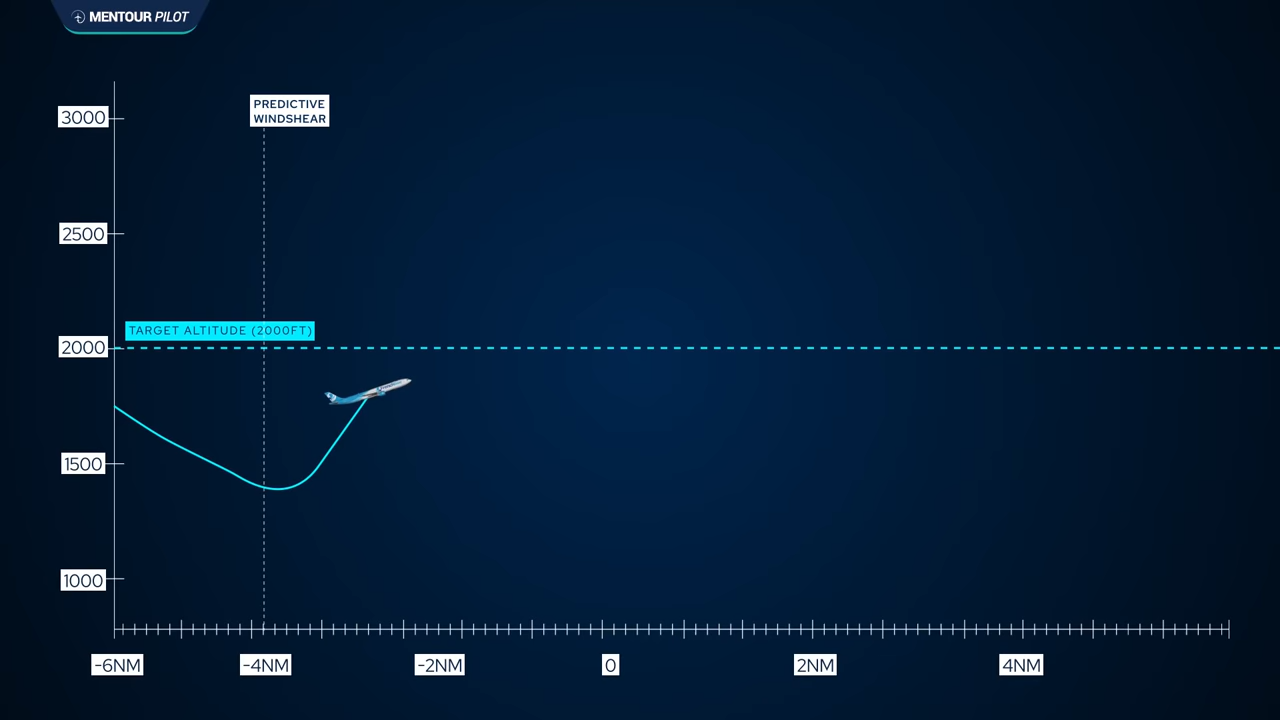 MENTOUR PILOT
PREDICTIVE
WINDSHEAR
3000
2500
TARGET ALTITUDE (2000FT)
2000
1500
1000
-6NM
-4NM
-2NM
0
2NM
4NM